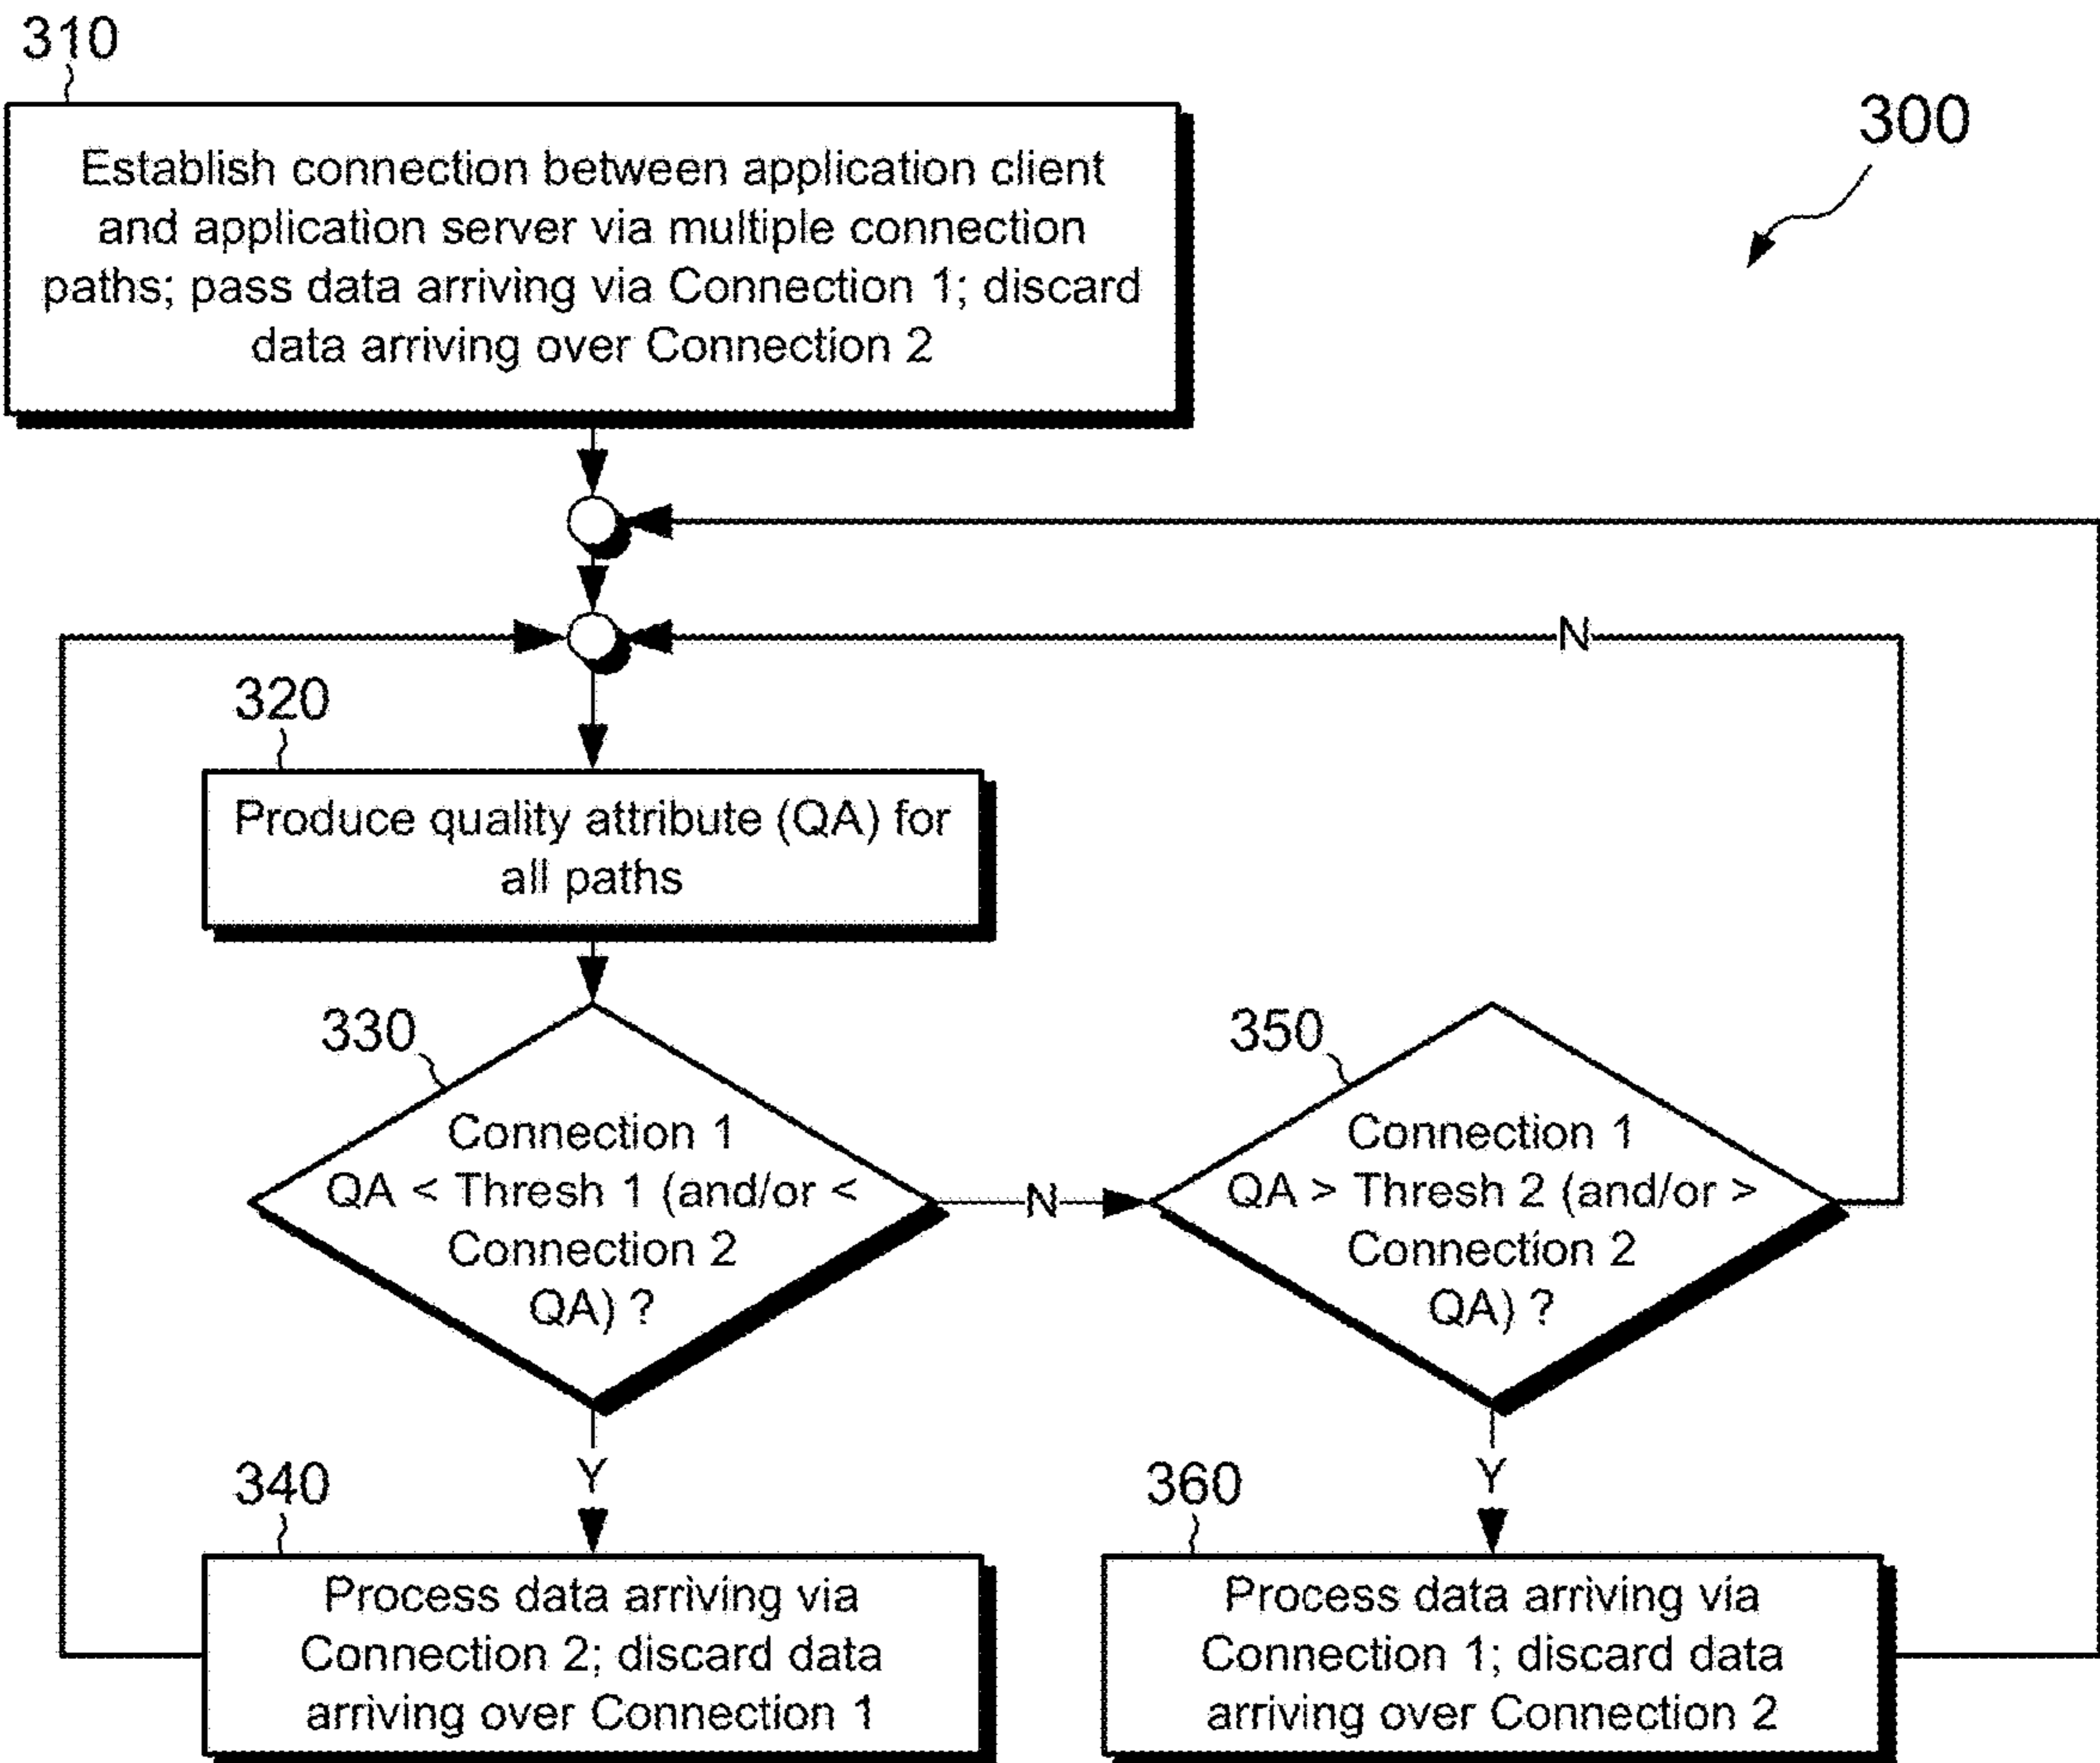 310
300
Establish connection between application client
and application server via multiple connection
paths; pass data arriving via Connection 1; discard
data arriving over Connection 2
N
320
Produce quality attribute (QA) for
all paths
330
Connection 1
QA < Thresh 1 (and/or <
Connection 2
QA) ?
N
350
Connection 1
QA > Thresh 2 (and/or >
Connection 2
QA) ?
Y
Y
340
Process data arriving via
Connection 2; discard data
arriving over Connection 1
360
Process data arriving via
Connection 1; discard data
arriving over Connection 2